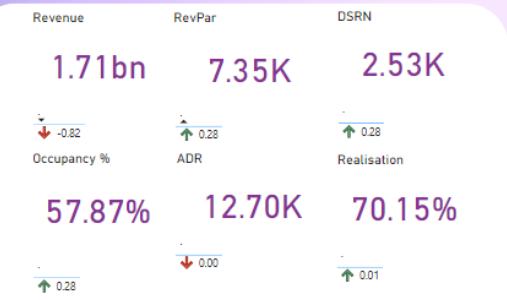 Revenue
RevPar
DSRN
1.71bn
7.35K
2.53K
-0.82
0.28
0.28
Occupancy %
ADR
Realisation
57.87%
12.70K
70.15%
0.28
0.00
0.01